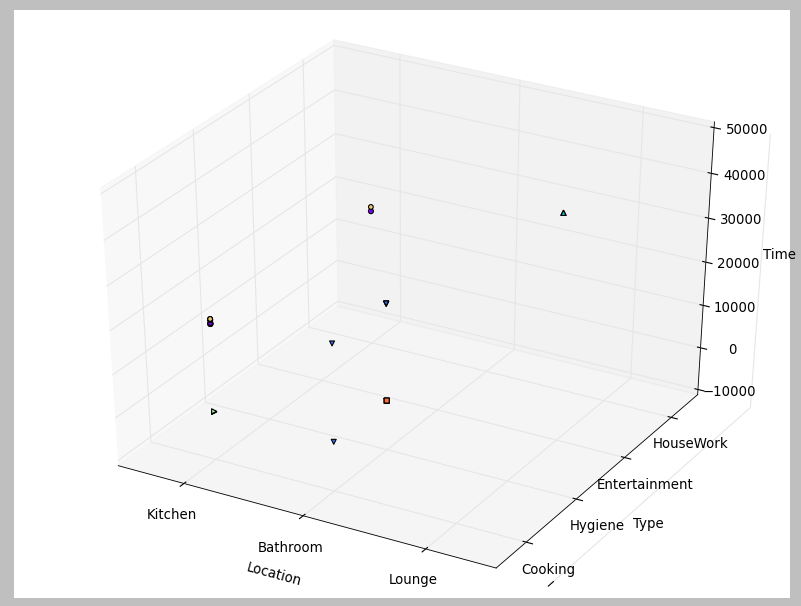 50000
40000
30000
Time
20000
10000
0
−10000
HouseWork
Entertainment
Kitchen
Hygiene
Type
Bathroom
Cooking
Location
Lounge